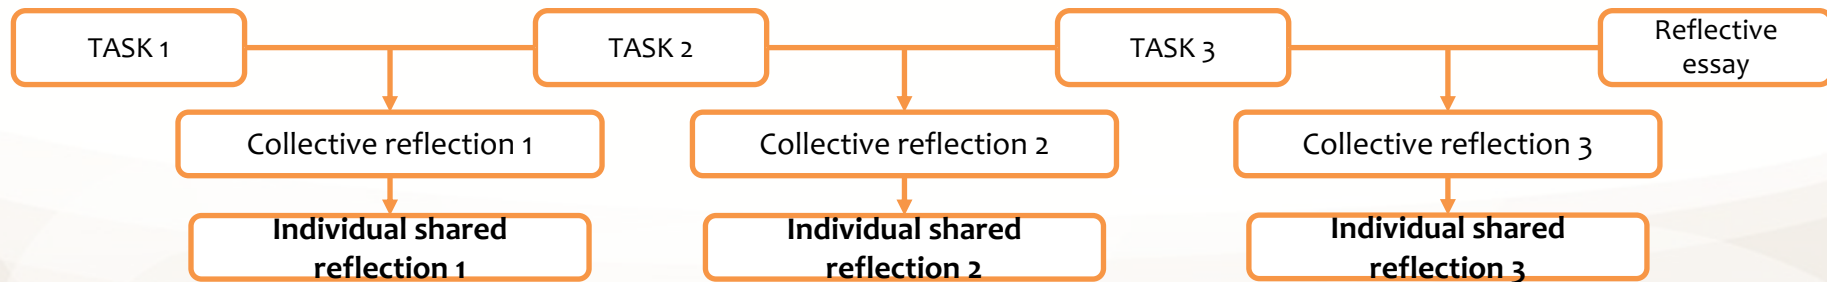 TASK 1
TASK 2
TASK 3
Reflective
essay
Collective reflection 1
Collective reflection 2
Collective reflection 3
Individual shared
reflection 1
Individual shared
reflection 2
Individual shared
reflection 3